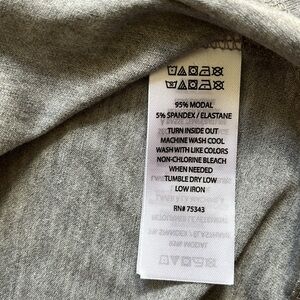 95% MODAL
5% SPANDEX / ELASTANE
TURN INSIDE OUT
MACHINE WASH COOL
WASH WITH LIKE COLORS
NON-CHLORINE BLEACH
WHEN NEEDED
TUMBLE DRY LOW
LOW IRON
RN# 75343